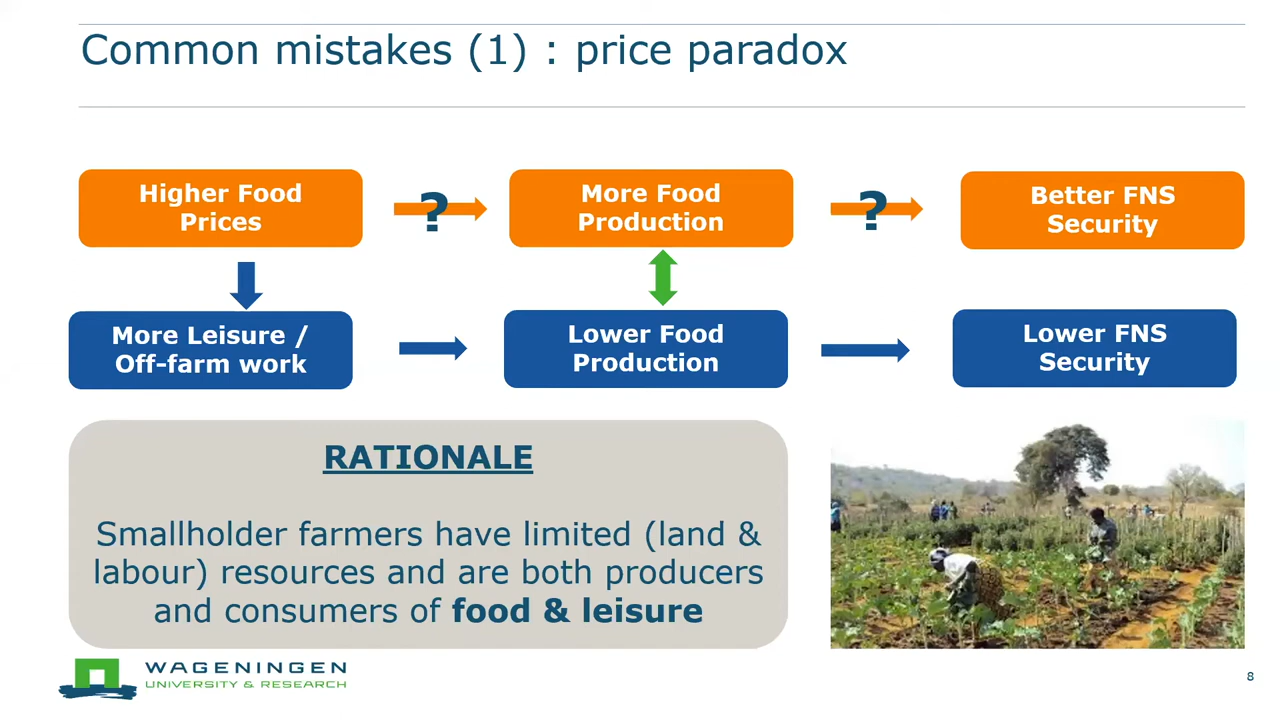 Common mistakes (1) : price paradox
Higher Food
Prices
?
More Food
Production
?
Better FNS
Security
More Leisure /
Off-farm work
Lower Food
Production
Lower FNS
Security
RATIONALE
Smallholder farmers have limited (land &
labour) resources and are both producers
and consumers of food & leisure
WAGENINGEN
UNIVERSITY & RESEARCH
8